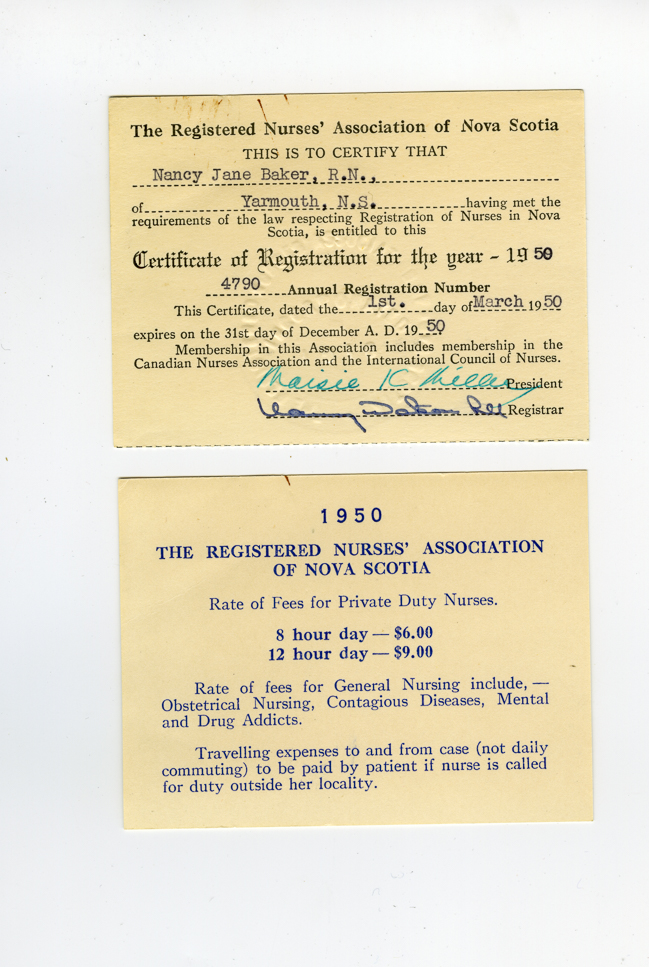 The Registered Nurses' Association of Nova Scotia
THIS IS TO CERTIFY THAT
Nancy Jane Baker, R.N.,
of Yarmouth, N.S. having met the
requirements of the law respecting Registration of Nurses in Nova
Scotia, is entitled to this
Certificate of Registration for the year - 1950
4790 Annual Registration Number
This Certificate, dated the 1st. day of March 1950
expires on the 31st day of December A. D. 1950
Membership in this Association includes membership in the
Canadian Nurses Association and the International Council of Nurses.
Maisie K Miller President
Watson Registrar
1950
THE REGISTERED NURSES' ASSOCIATION
OF NOVA SCOTIA
Rate of Fees for Private Duty Nurses.
8 hour day — $6.00
12 hour day — $9.00
Rate of fees for General Nursing include, —
Obstetrical Nursing, Contagious Diseases, Mental
and Drug Addicts.
Travelling expenses to and from case (not daily
commuting) to be paid by patient if nurse is called
for duty outside her locality.